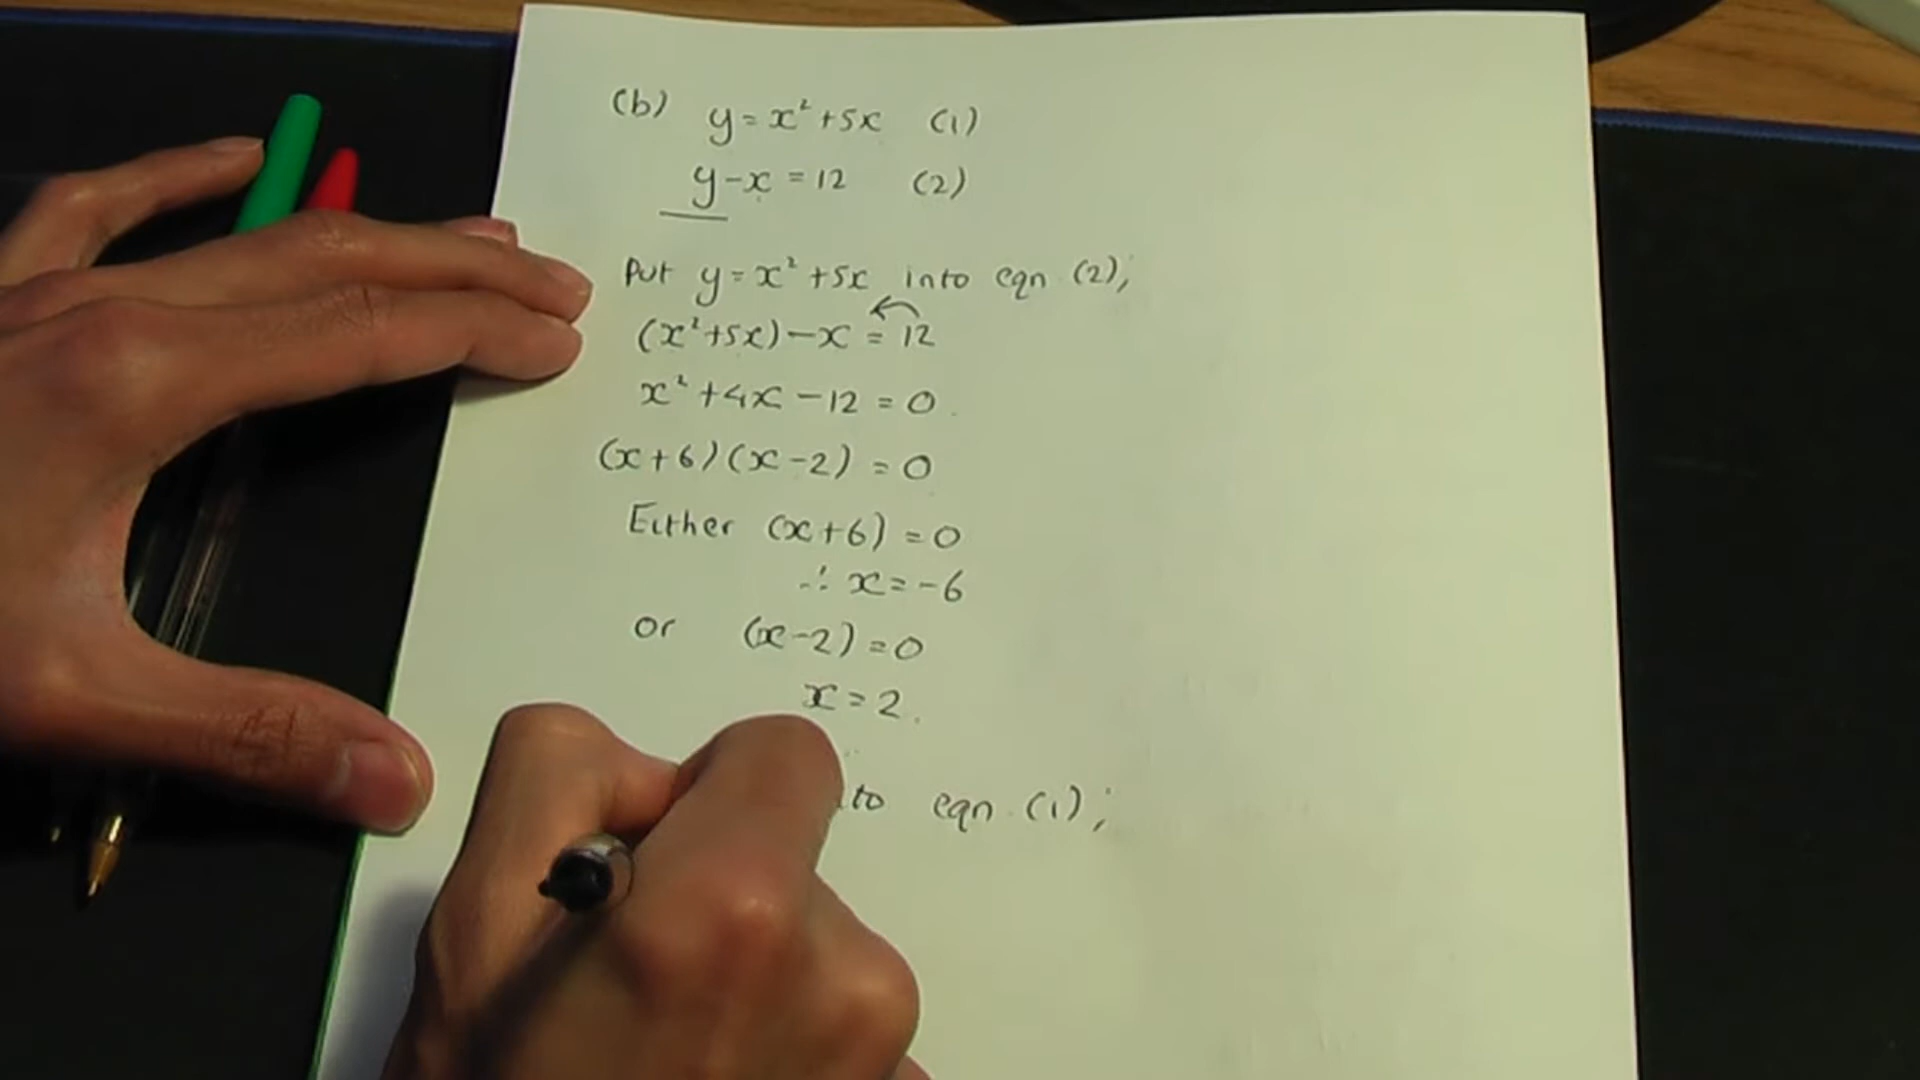 (b) y = x² + 5x (1)
y - x = 12 (2)
Put y = x² + 5x into eqn (2),
(x² + 5x) - x = 12
x² + 4x - 12 = 0
(x + 6)(x - 2) = 0
Either (x + 6) = 0
∴ x = -6
or (x - 2) = 0
x = 2.
eqn (1);